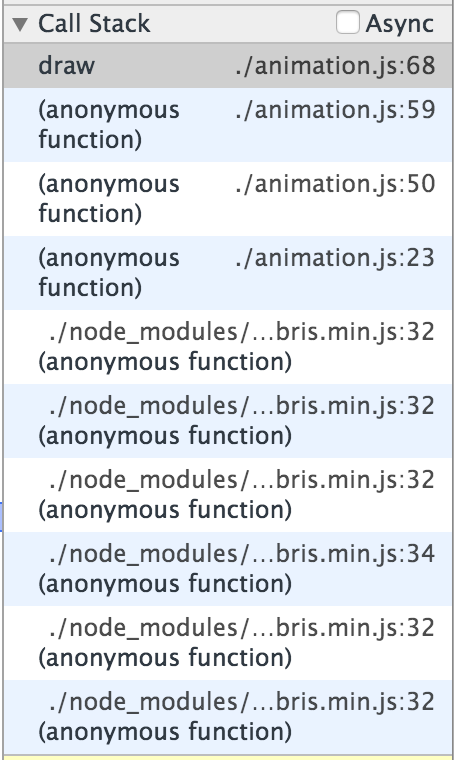 ▼ Call Stack Async
draw ./animation.js:68
(anonymous ./animation.js:59
function)
(anonymous ./animation.js:50
function)
(anonymous ./animation.js:23
function)
./node_modules/…bris.min.js:32
(anonymous function)
./node_modules/…bris.min.js:32
(anonymous function)
./node_modules/…bris.min.js:32
(anonymous function)
./node_modules/…bris.min.js:34
(anonymous function)
./node_modules/…bris.min.js:32
(anonymous function)
./node_modules/…bris.min.js:32
(anonymous function)